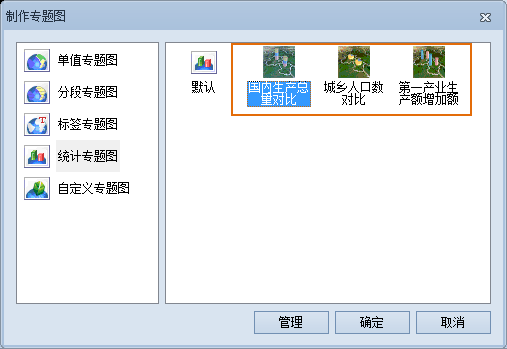 制作专题图
单值专题图
分段专题图
标签专题图
统计专题图
自定义专题图
默认
国内生产总
量对比
城乡人口数
对比
第一产业生
产额增加额
管理
确定
取消